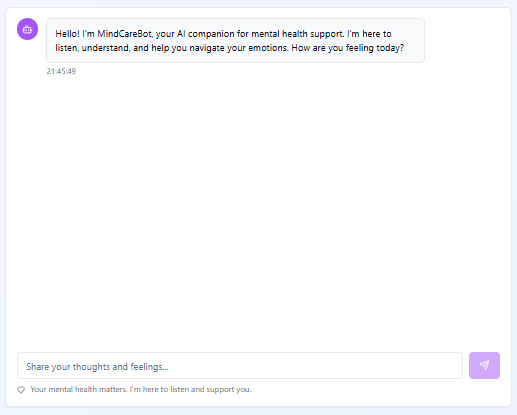 Hello! I'm MindCareBot, your AI companion for mental health support. I'm here to
listen, understand, and help you navigate your emotions. How are you feeling today?
21:45:49
Share your thoughts and feelings...
Your mental health matters. I'm here to listen and support you.